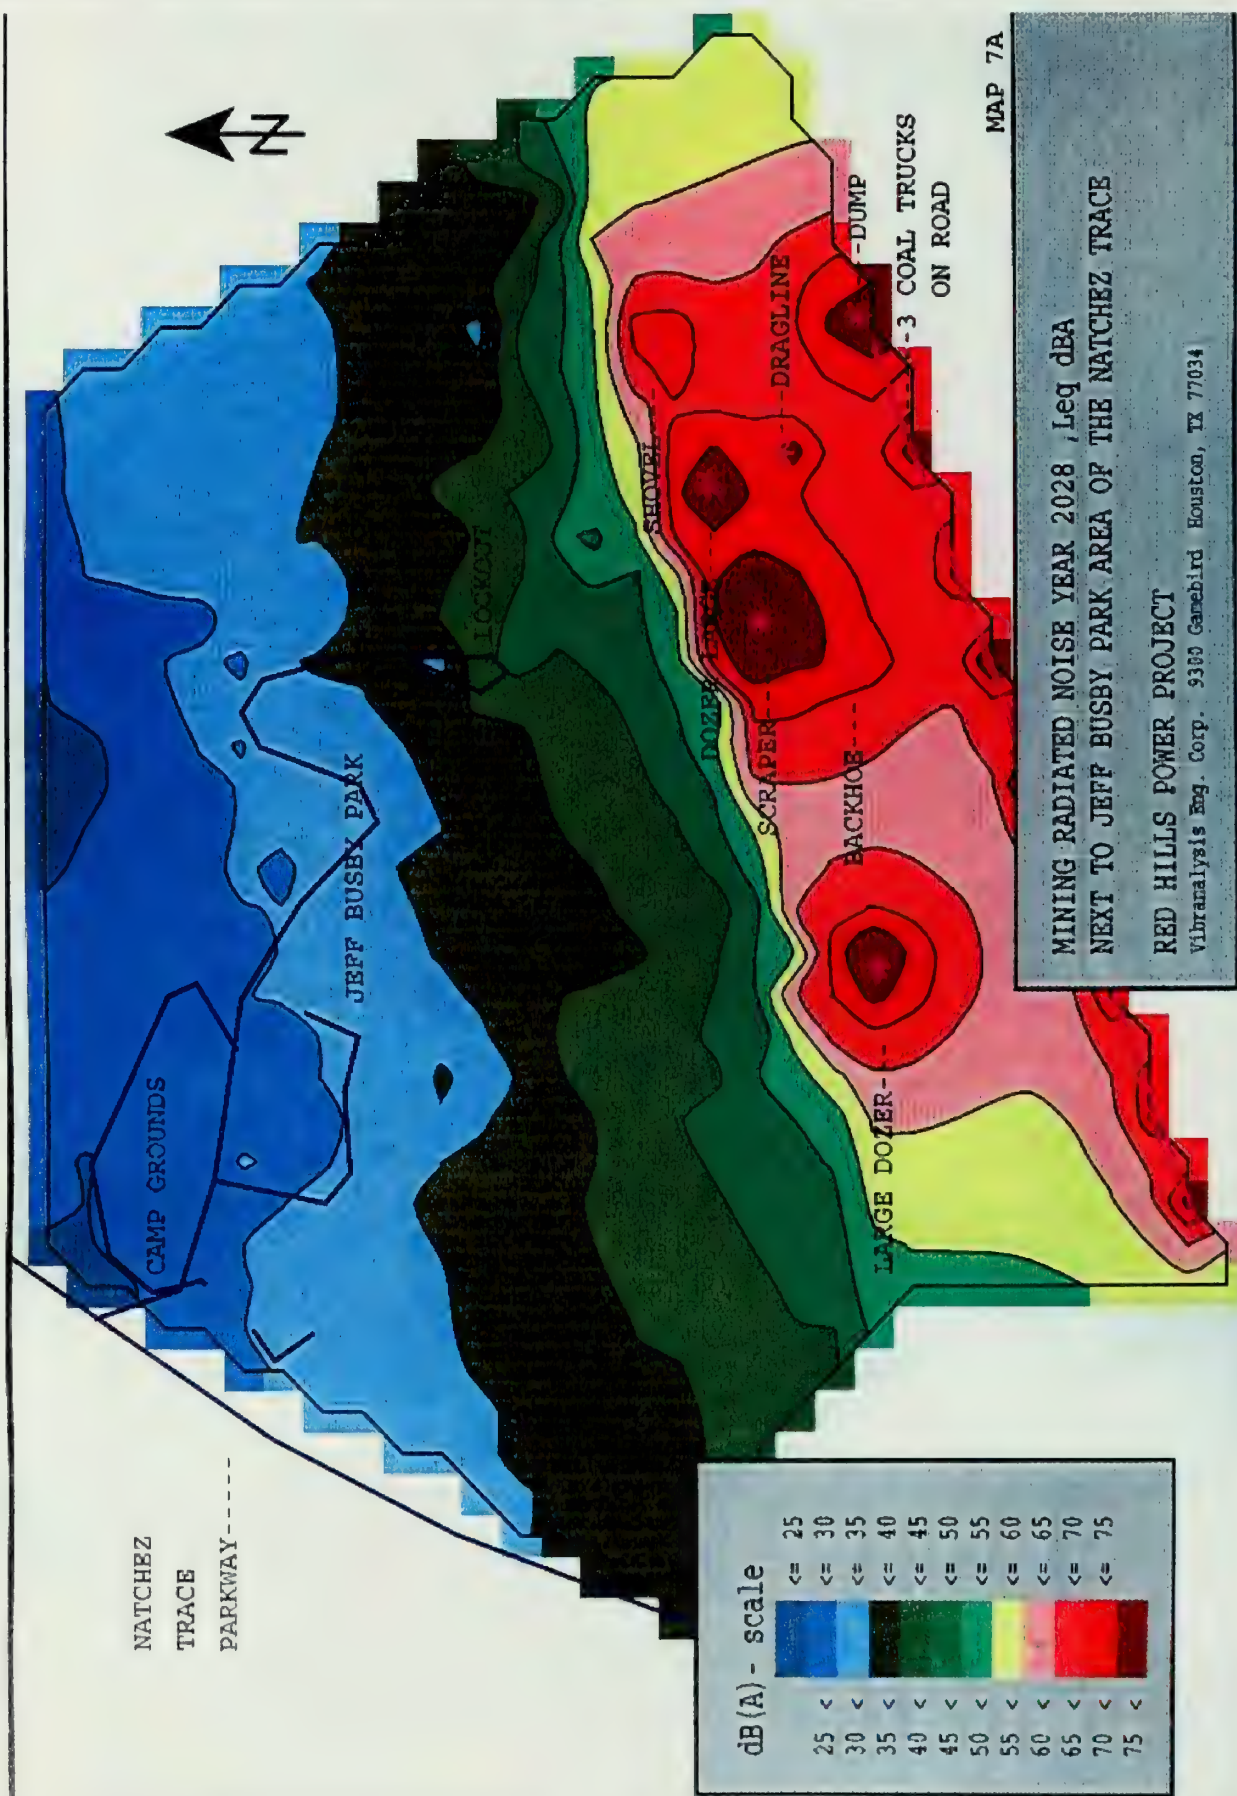 NATCHEZ
TRACE
PARKWAY------
CAMP GROUNDS
JEFF BUSBY PARK
LOOKOUT
SHOVEL----
DOZER LARGE------
SCRAPER---
BACKHOE----
LARGE DOZER--
----DRAGLINE
--DUMP
-----3 COAL TRUCKS
ON ROAD
N
MAP 7A
dB(A)- scale
<= 25
25 < <= 30
30 < <= 35
35 < <= 40
40 < <= 45
45 < <= 50
50 < <= 55
55 < <= 60
60 < <= 65
65 < <= 70
70 < <= 75
75 <
MINING RADIATED NOISE YEAR 2028 ,Leq dBA
NEXT TO JEFF BUSBY PARK AREA OF THE NATCHEZ TRACE
RED HILLS POWER PROJECT
Vibranalysis Eng. Corp. 9300 Gamebird Houston, TX 77034